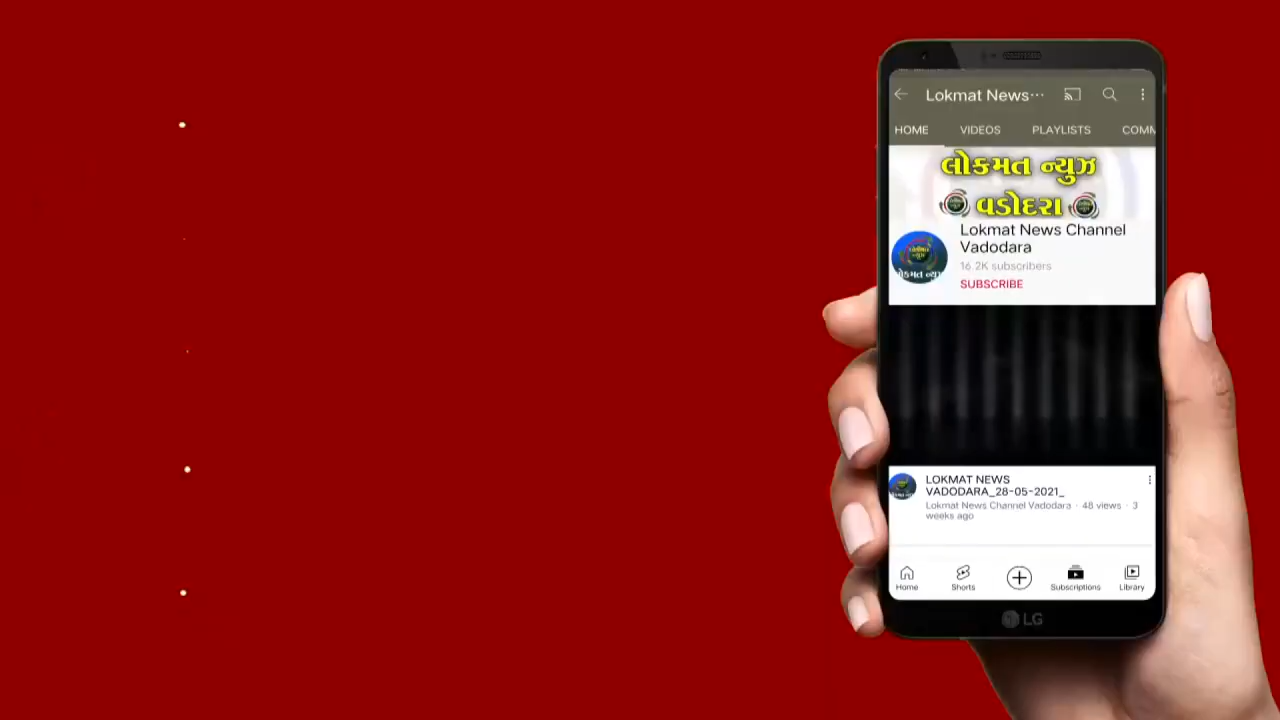 Lokmat News...
HOME VIDEOS PLAYLISTS COMM
લોકમત ન્યુઝ
વડોદરા
Lokmat News Channel
Vadodara
16.2K subscribers
SUBSCRIBE
LOKMAT NEWS
VADODARA_28-05-2021_
Lokmat News Channel Vadodara · 48 views · 3
weeks ago
Home Shorts Subscriptions Library
LG